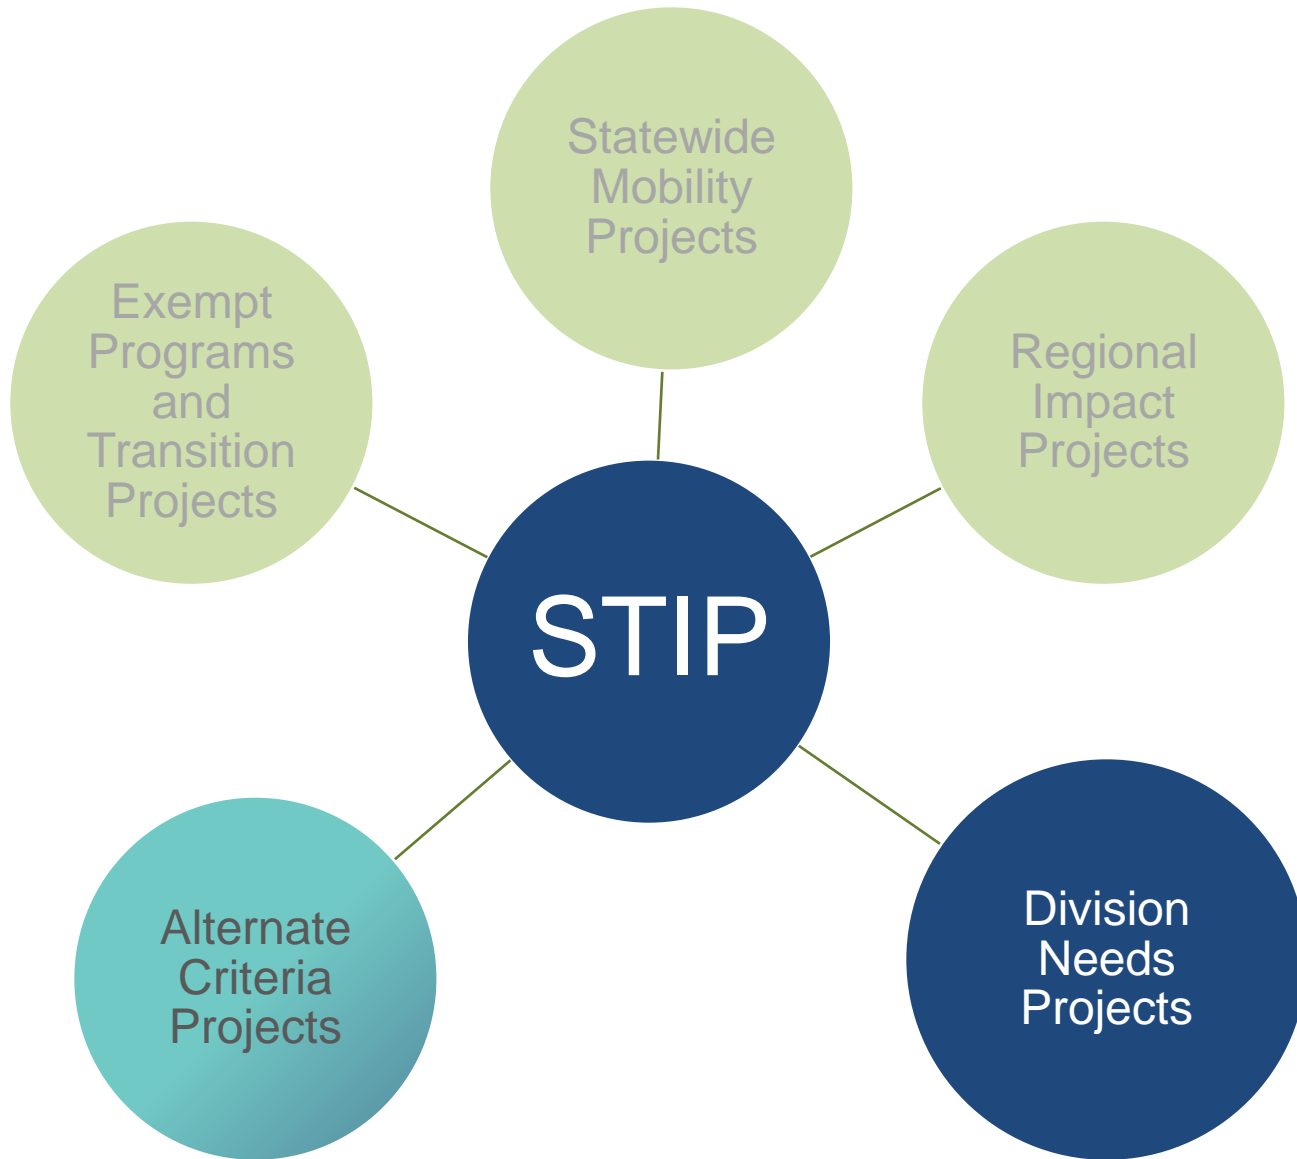 Statewide
Mobility
Projects
Exempt
Programs
and
Transition
Projects
Regional
Impact
Projects
STIP
Alternate
Criteria
Projects
Division
Needs
Projects